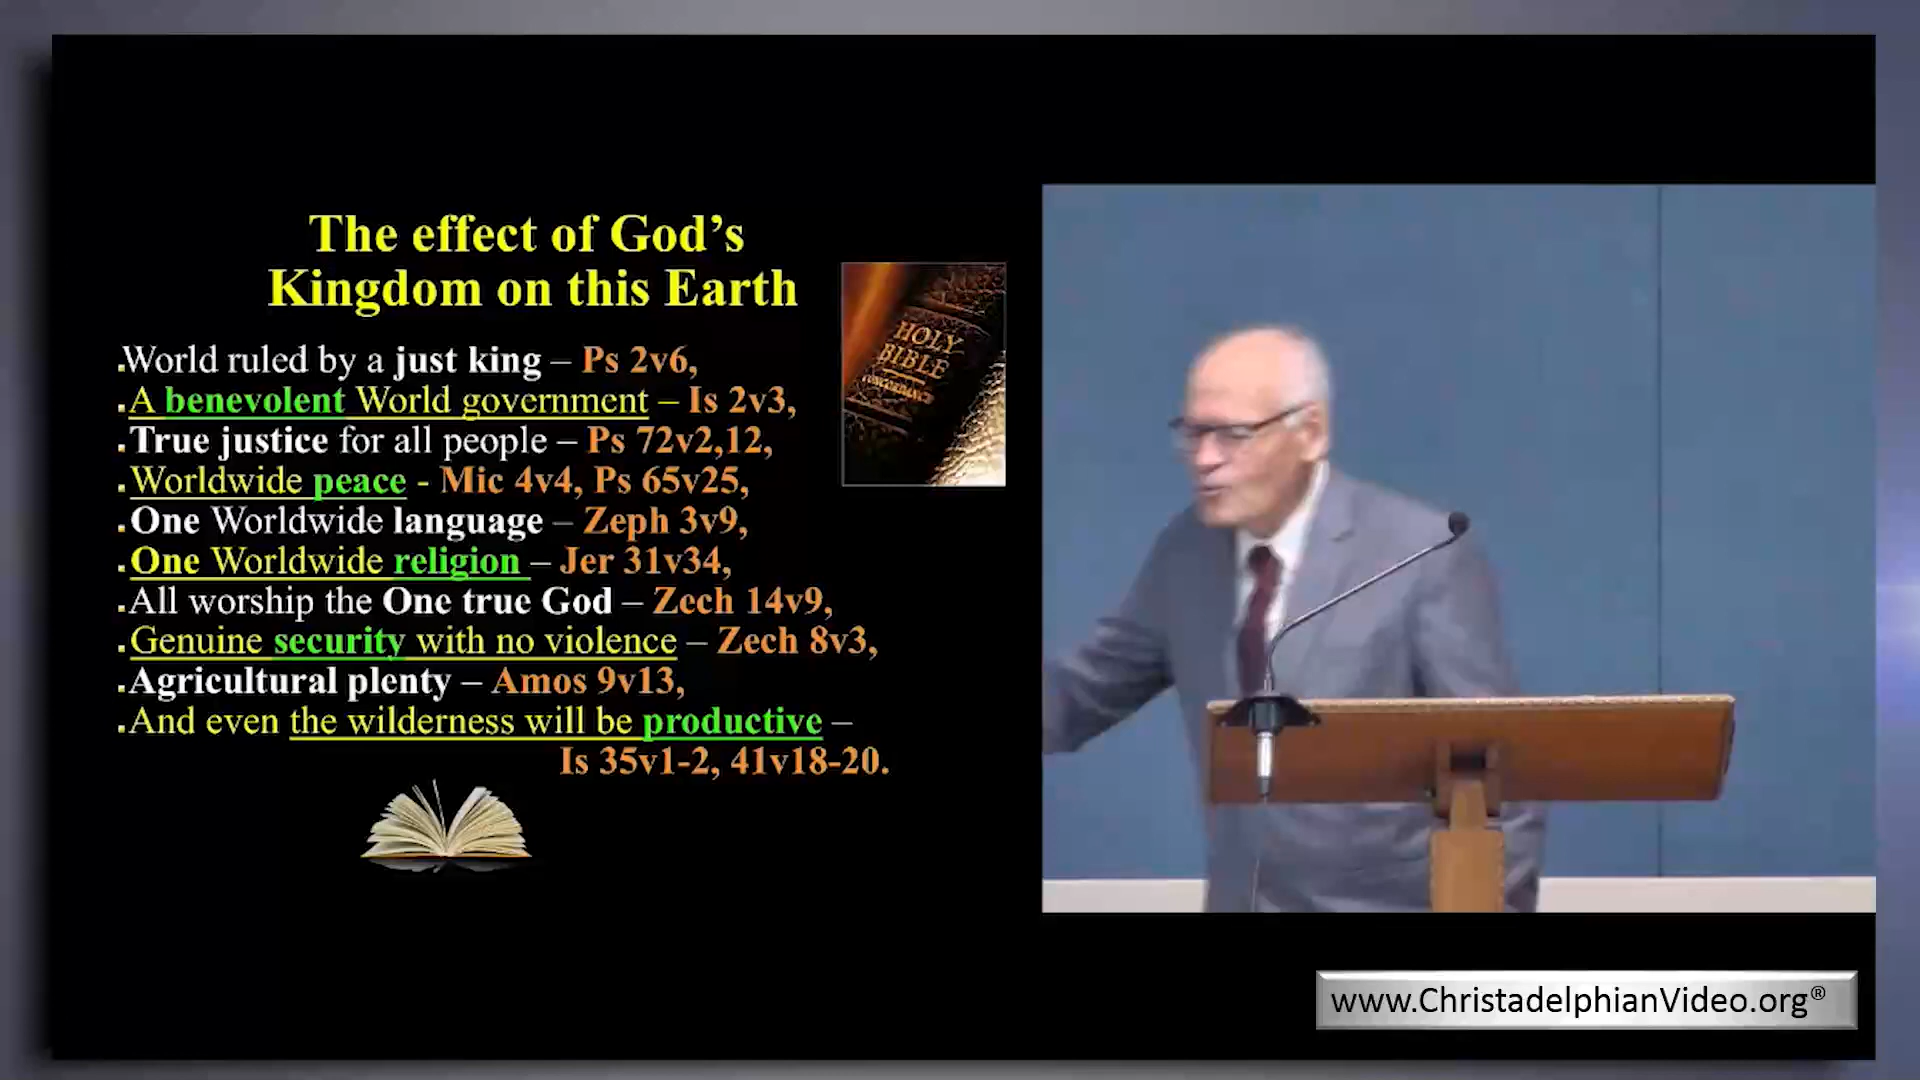 The effect of God's
Kingdom on this Earth
.World ruled by a just king – Ps 2v6,
. A benevolent World government – Is 2v3,
. True justice for all people – Ps 72v2,12,
. Worldwide peace - Mic 4v4, Ps 65v25,
. One Worldwide language – Zeph 3v9,
. One Worldwide religion – Jer 31v34,
. All worship the One true God – Zech 14v9,
. Genuine security with no violence – Zech 8v3,
. Agricultural plenty – Amos 9v13,
. And even the wilderness will be productive –
Is 35v1-2, 41v18-20.
HOLY
BIBLE
CONCORDANCE
www.ChristadelphianVideo.org®